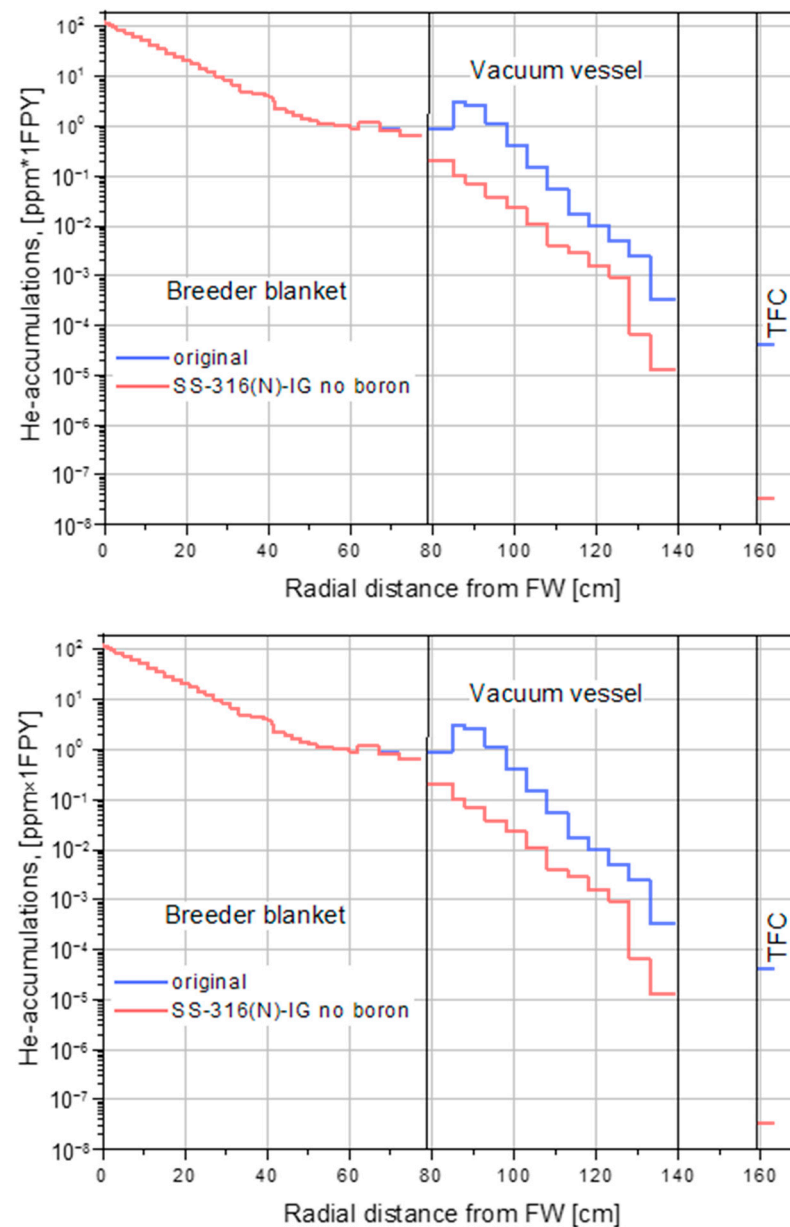 10²
10¹
10⁰
10⁻¹
10⁻²
10⁻³
10⁻⁴
10⁻⁵
10⁻⁶
10⁻⁷
10⁻⁸
He-accumulations, [ppm*1FPY]
Vacuum vessel
Breeder blanket
original
SS-316(N)-IG no boron
TFC
0 20 40 60 80 100 120 140 160
Radial distance from FW [cm]
10²
10¹
10⁰
10⁻¹
10⁻²
10⁻³
10⁻⁴
10⁻⁵
10⁻⁶
10⁻⁷
10⁻⁸
He-accumulations, [ppm×1FPY]
Vacuum vessel
Breeder blanket
original
SS-316(N)-IG no boron
TFC
0 20 40 60 80 100 120 140 160
Radial distance from FW [cm]